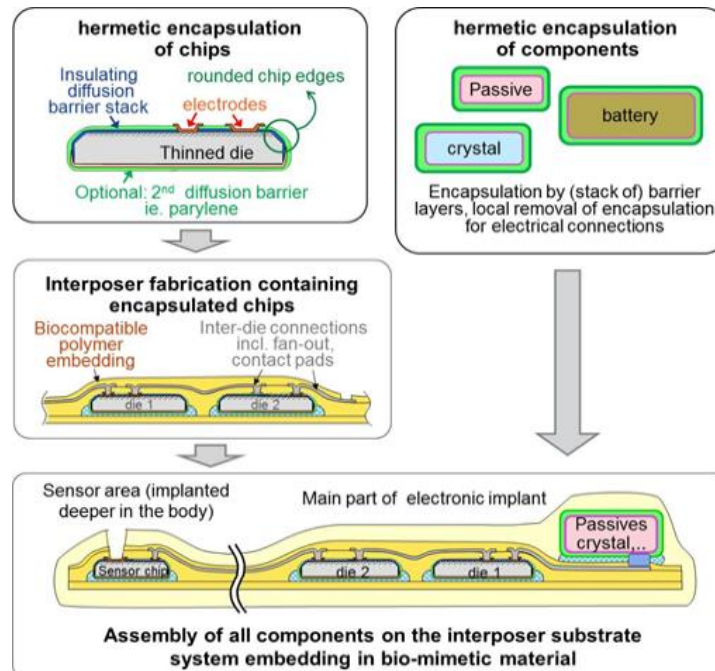 hermetic encapsulation
of chips
Insulating
diffusion
barrier stack
rounded chip edges
electrodes
Thinned die
Optional: 2nd diffusion barrier
ie. parylene
hermetic encapsulation
of components
Passive
battery
crystal
Encapsulation by (stack of) barrier
layers, local removal of encapsulation
for electrical connections
Interposer fabrication containing
encapsulated chips
Biocompatible
polymer
embedding
Inter-die connections
incl. fan-out,
contact pads
die 1
die 2
Sensor area (implanted
deeper in the body)
Main part of electronic implant
Passives
crystal,..
Sensor chip
die 2
die 1
Assembly of all components on the interposer substrate
system embedding in bio-mimetic material